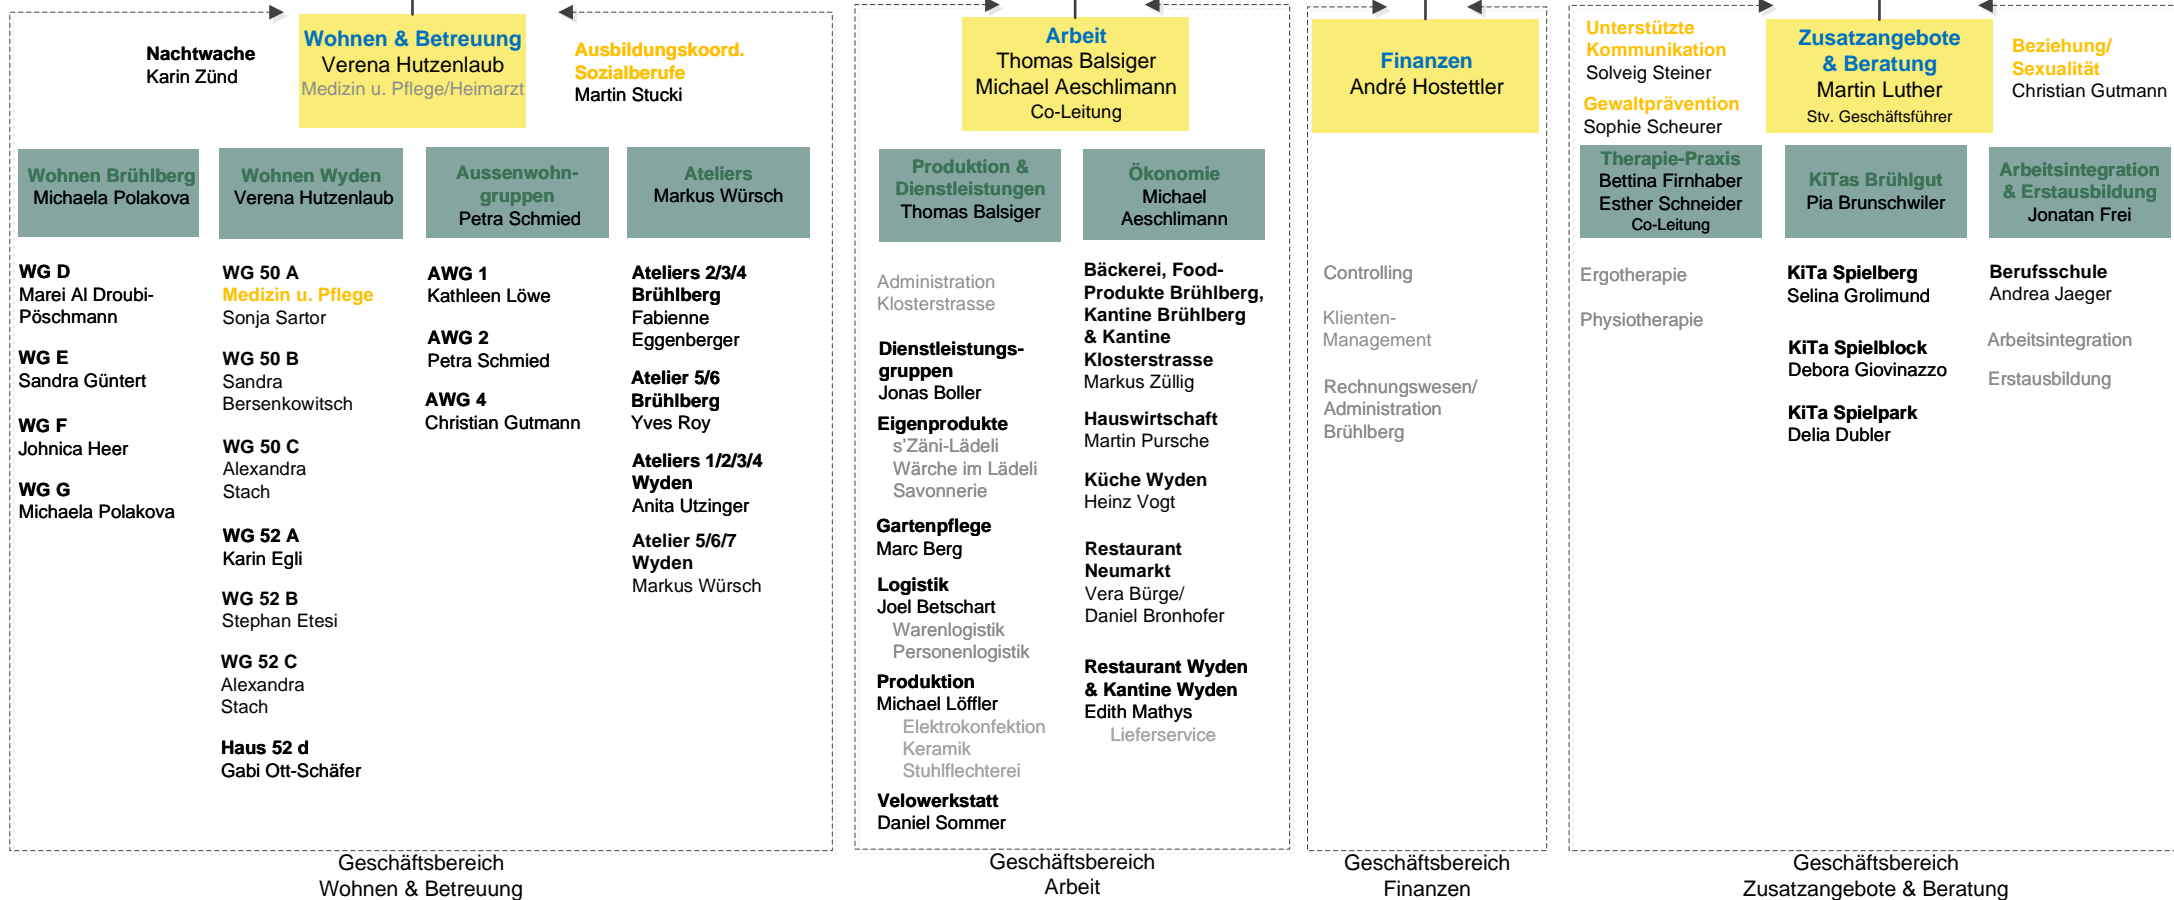 Nachtwache
Karin Zünd
Wohnen & Betreuung
Verena Hutzenlaub
Medizin u. Pflege/Heimarzt
Ausbildungskoord.
Sozialberufe
Martin Stucki
Wohnen Brühlberg
Michaela Polakova
WG D
Marei Al Droubi-
Pöschmann
WG E
Sandra Güntert
WG F
Johnica Heer
WG G
Michaela Polakova
Wohnen Wyden
Verena Hutzenlaub
WG 50 A
Medizin u. Pflege
Sonja Sartor
WG 50 B
Sandra
Bersenkowitsch
WG 50 C
Alexandra
Stach
WG 52 A
Karin Egli
WG 52 B
Stephan Etesi
WG 52 C
Alexandra
Stach
Haus 52 d
Gabi Ott-Schäfer
Aussenwohn-
gruppen
Petra Schmied
AWG 1
Kathleen Löwe
AWG 2
Petra Schmied
AWG 4
Christian Gutmann
Ateliers
Markus Würsch
Ateliers 2/3/4
Brühlberg
Fabienne
Eggenberger
Atelier 5/6
Brühlberg
Yves Roy
Ateliers 1/2/3/4
Wyden
Anita Utzinger
Atelier 5/6/7
Wyden
Markus Würsch
Geschäftsbereich
Wohnen & Betreuung
Arbeit
Thomas Balsiger
Michael Aeschlimann
Co-Leitung
Produktion &
Dienstleistungen
Thomas Balsiger
Administration
Klosterstrasse
Dienstleistungs-
gruppen
Jonas Boller
Eigenprodukte
s'Zäni-Lädeli
Wärche im Lädeli
Savonnerie
Gartenpflege
Marc Berg
Logistik
Joel Betschart
Warenlogistik
Personenlogistik
Produktion
Michael Löffler
Elektrokonfektion
Keramik
Stuhlflechterei
Velowerkstatt
Daniel Sommer
Ökonomie
Michael
Aeschlimann
Bäckerei, Food-
Produkte Brühlberg,
Kantine Brühlberg
& Kantine
Klosterstrasse
Markus Züllig
Hauswirtschaft
Martin Pursche
Küche Wyden
Heinz Vogt
Restaurant
Neumarkt
Vera Bürge/
Daniel Bronhofer
Restaurant Wyden
& Kantine Wyden
Edith Mathys
Lieferservice
Geschäftsbereich
Arbeit
Finanzen
André Hostettler
Controlling
Klienten-
Management
Rechnungswesen/
Administration
Brühlberg
Geschäftsbereich
Finanzen
Unterstützte
Kommunikation
Solveig Steiner
Gewaltprävention
Sophie Scheurer
Zusatzangebote
& Beratung
Martin Luther
Stv. Geschäftsführer
Beziehung/
Sexualität
Christian Gutmann
Therapie-Praxis
Bettina Firnhaber
Esther Schneider
Co-Leitung
Ergotherapie
Physiotherapie
KiTas Brühlgut
Pia Brunschwiler
KiTa Spielberg
Selina Grolimund
KiTa Spielblock
Debora Giovinazzo
KiTa Spielpark
Delia Dubler
Arbeitsintegration
& Erstausbildung
Jonatan Frei
Berufsschule
Andrea Jaeger
Arbeitsintegration
Erstausbildung
Geschäftsbereich
Zusatzangebote & Beratung